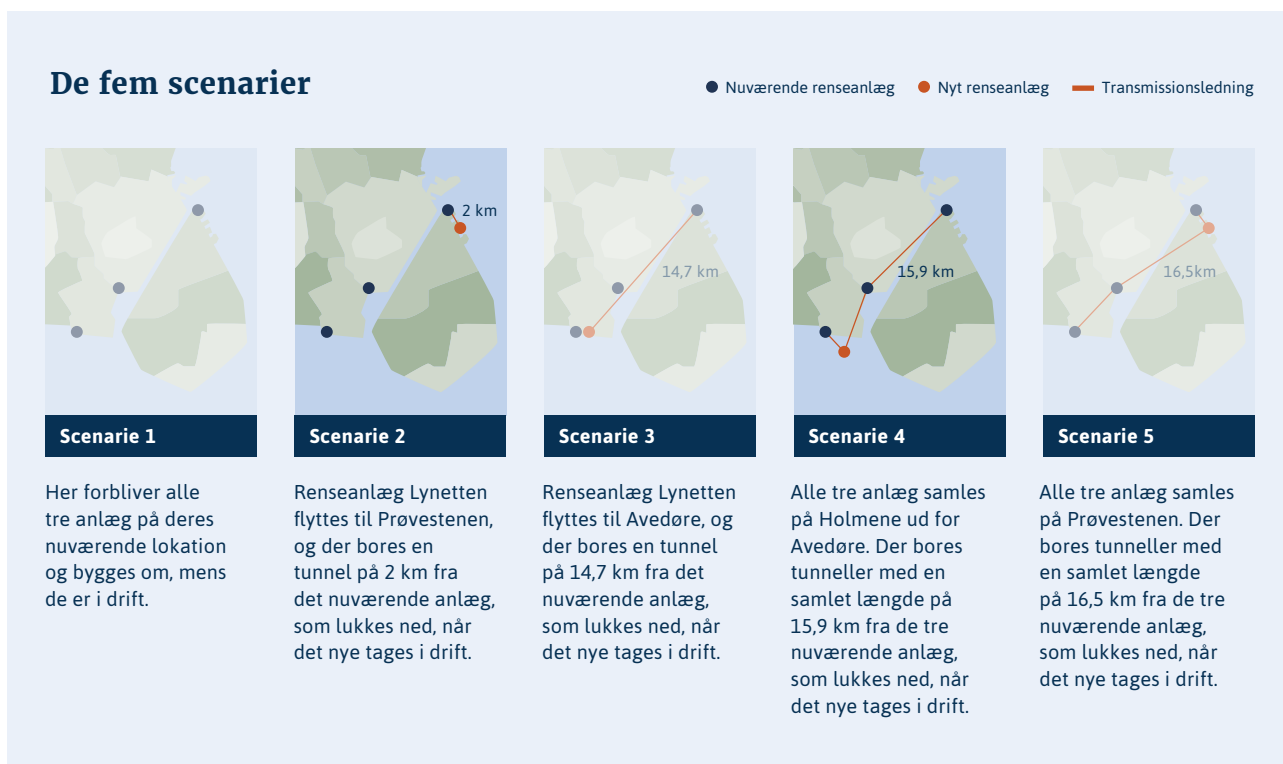 De fem scenarier
Nuværende renseanlæg
Nyt renseanlæg
Transmissionsledning
2 km
14,7 km
15,9 km
16,5km
Scenarie 1
Her forbliver alle
tre anlæg på deres
nuværende lokation
og bygges om, mens
de er i drift.
Scenarie 2
Renseanlæg Lynetten
flyttes til Prøvestenen,
og der bores en
tunnel på 2 km fra
det nuværende anlæg,
som lukkes ned, når
det nye tages i drift.
Scenarie 3
Renseanlæg Lynetten
flyttes til Avedøre, og
der bores en tunnel
på 14,7 km fra det
nuværende anlæg,
som lukkes ned, når
det nye tages i drift.
Scenarie 4
Alle tre anlæg samles
på Holmene ud for
Avedøre. Der bores
tunneller med en
samlet længde på
15,9 km fra de tre
nuværende anlæg,
som lukkes ned, når
det nye tages i drift.
Scenarie 5
Alle tre anlæg samles
på Prøvestenen. Der
bores tunneller med
en samlet længde
på 16,5 km fra de tre
nuværende anlæg,
som lukkes ned, når
det nye tages i drift.